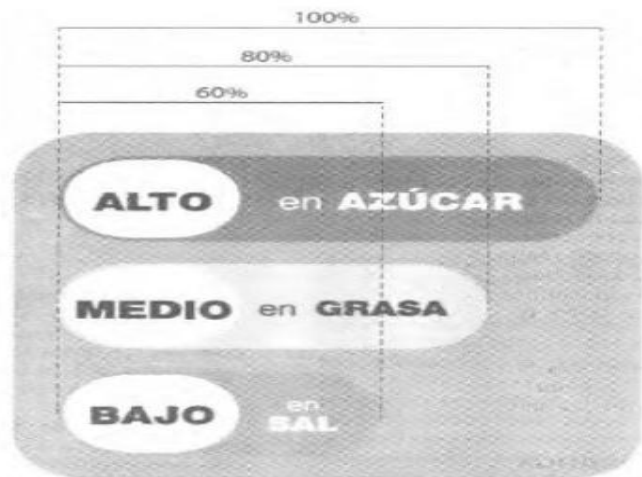 100%
80%
60%
ALTO en AZÚCAR
MEDIO en GRASA
BAJO en
SAL